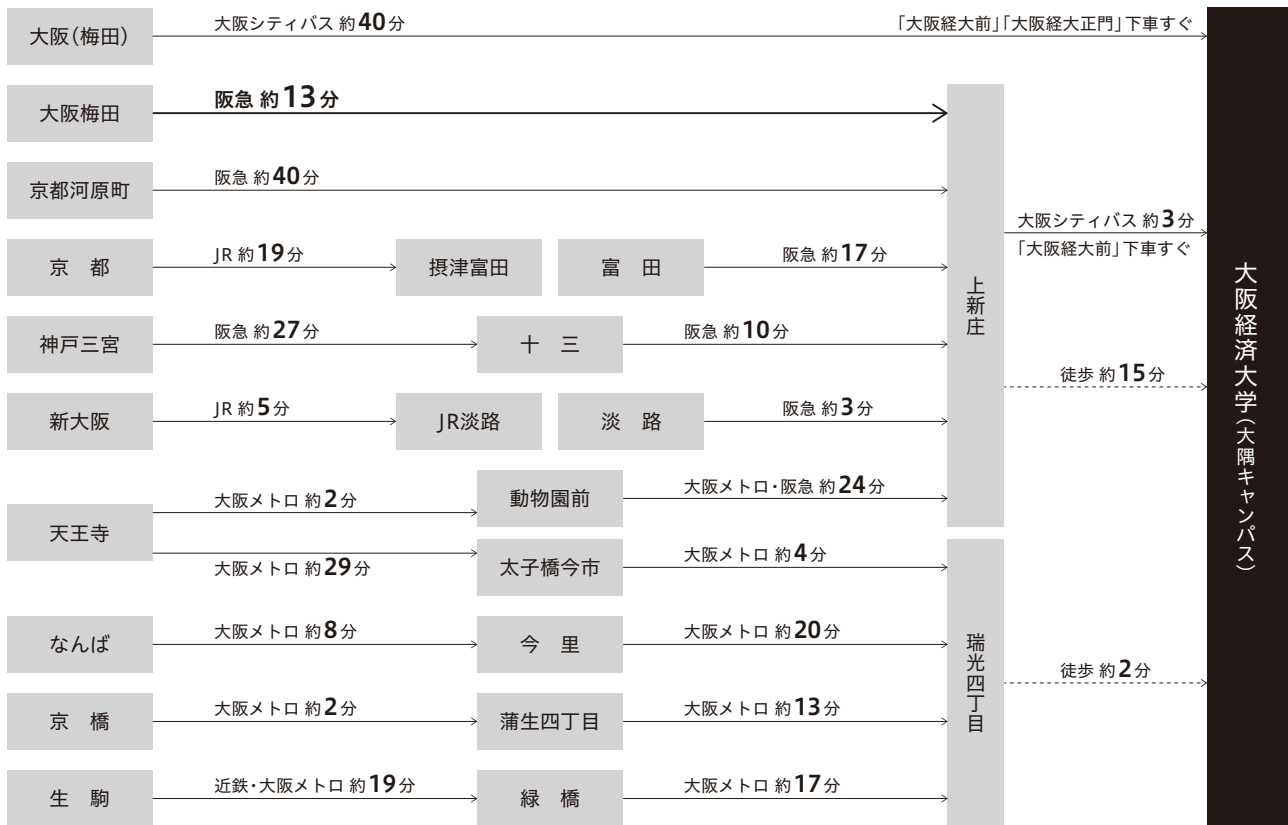 大阪(梅田)
大阪シティバス 約40分
「大阪経大前」「大阪経大正門」下車すぐ
大阪梅田
阪急 約13分
京都河原町
阪急 約40分
京 都
JR 約19分
摂津富田
富 田
阪急 約17分
神戸三宮
阪急 約27分
十 三
阪急 約10分
新大阪
JR 約5分
JR淡路
淡 路
阪急 約3分
天王寺
大阪メトロ 約2分
動物園前
大阪メトロ・阪急 約24分
大阪メトロ 約29分
太子橋今市
大阪メトロ 約4分
なんば
大阪メトロ 約8分
今 里
大阪メトロ 約20分
京 橋
大阪メトロ 約2分
蒲生四丁目
大阪メトロ 約13分
生 駒
近鉄・大阪メトロ 約19分
緑 橋
大阪メトロ 約17分
上新庄
大阪シティバス 約3分
「大阪経大前」下車すぐ
徒歩 約15分
瑞光四丁目
徒歩 約2分
大阪経済大学(大隅キャンパス)